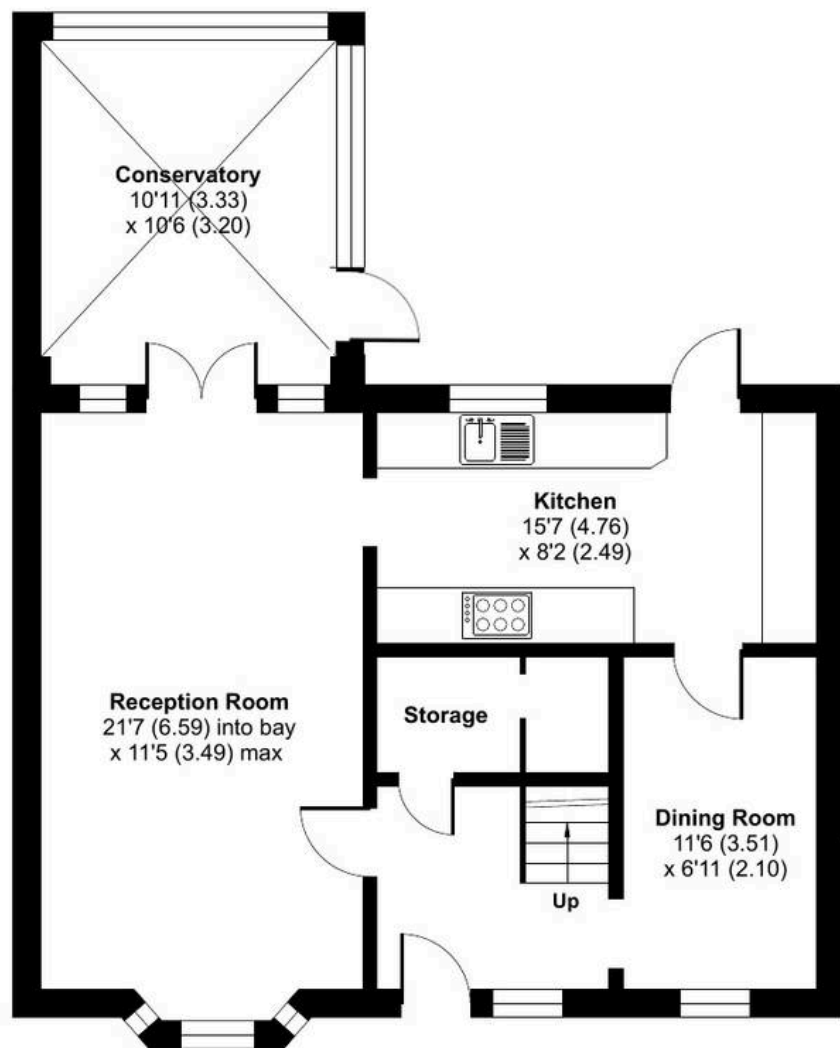 Conservatory
10'11 (3.33)
x 10'6 (3.20)
Kitchen
15'7 (4.76)
x 8'2 (2.49)
Reception Room
21'7 (6.59) into bay
x 11'5 (3.49) max
Storage
Dining Room
11'6 (3.51)
x 6'11 (2.10)
Up